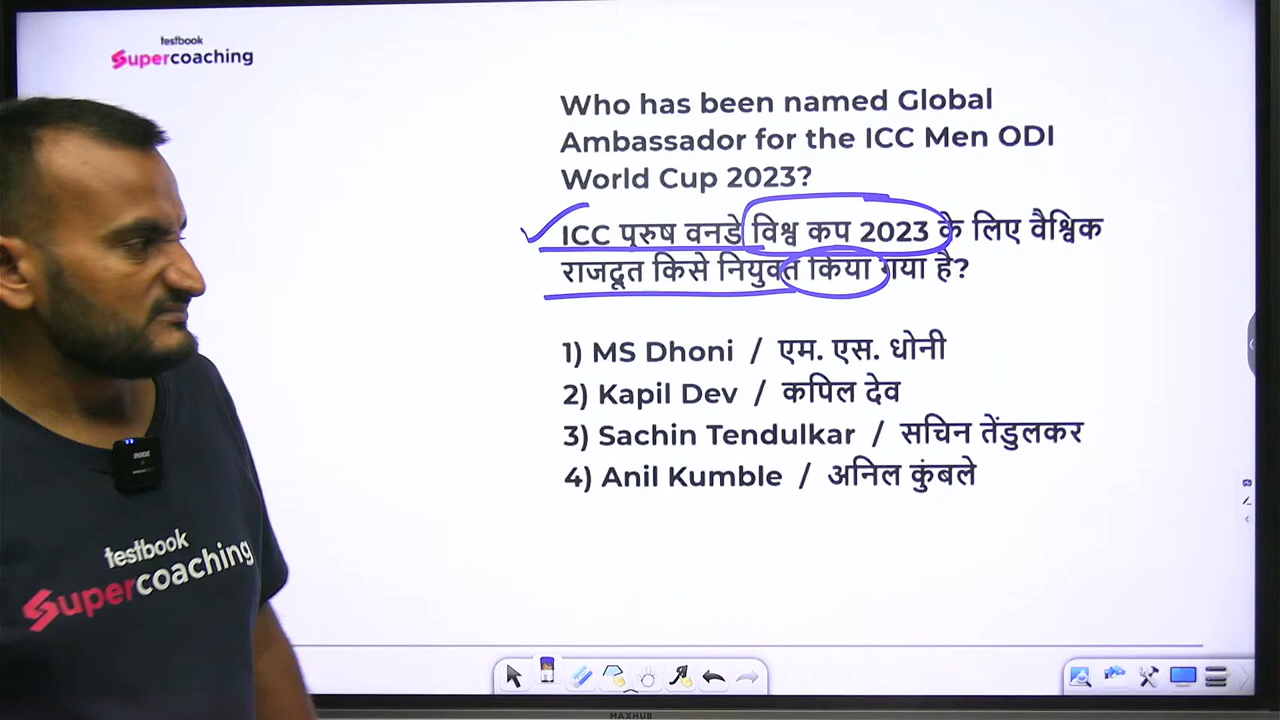 testbook
Supercoaching
Who has been named Global
Ambassador for the ICC Men ODI
World Cup 2023?
ICC पुरुष वनडे विश्व कप 2023 के लिए वैश्विक
राजदूत किसे नियुक्त किया गया है?
1) MS Dhoni / एम. एस. धोनी
2) Kapil Dev / कपिल देव
3) Sachin Tendulkar / सचिन तेंडुलकर
4) Anil Kumble / अनिल कुंबले
RODE
testbook
Supercoaching
MAXHUB